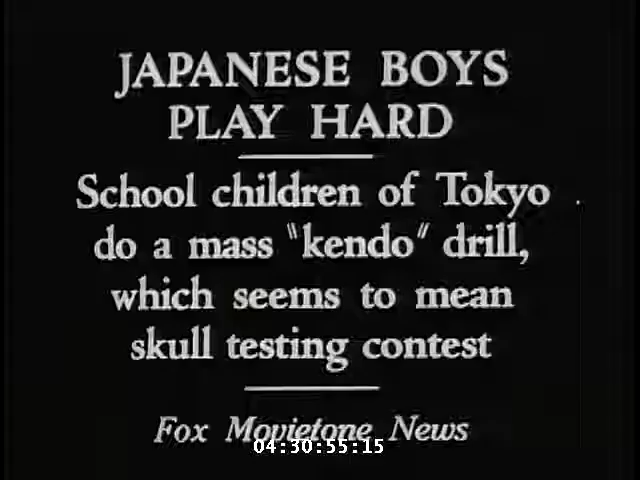 JAPANESE BOYS
PLAY HARD
School children of Tokyo
do a mass "kendo" drill,
which seems to mean
skull testing contest
Fox Movietone News
04:30:55:15